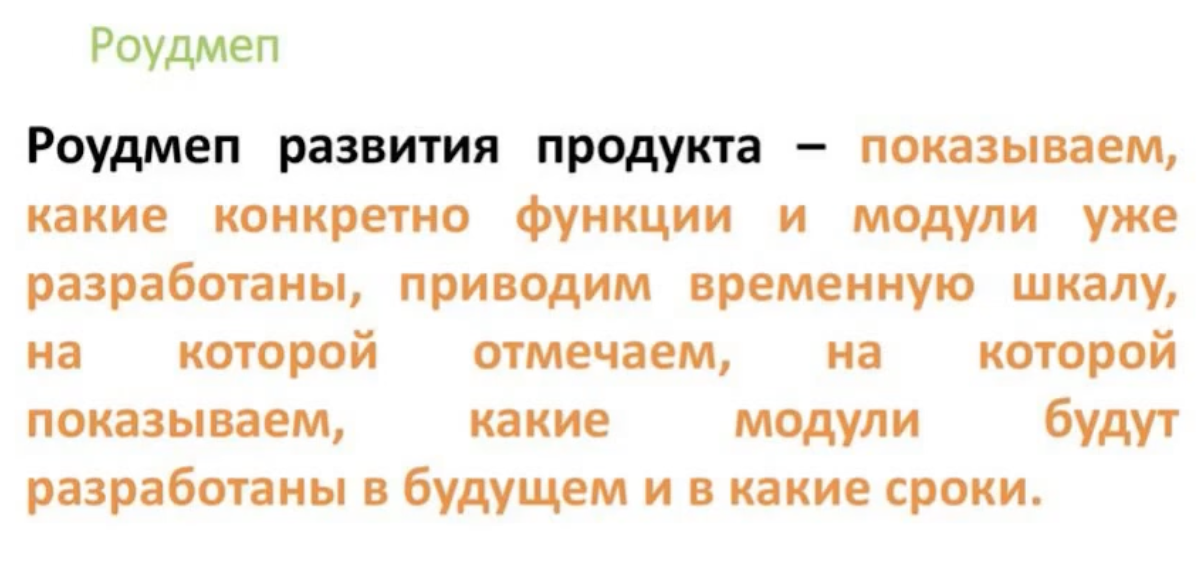 Роудмеп
Роудмеп развития продукта – показываем,
какие конкретно функции и модули уже
разработаны, приводим временную шкалу,
на которой отмечаем, на которой
показываем, какие модули будут
разработаны в будущем и в какие сроки.